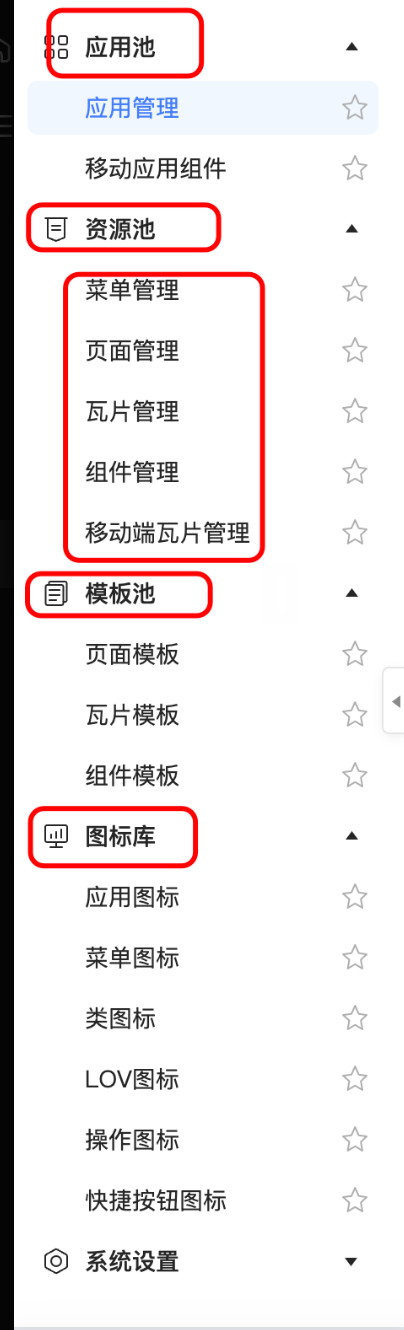 应用池
应用管理
移动应用组件
资源池
菜单管理
页面管理
瓦片管理
组件管理
移动端瓦片管理
模板池
页面模板
瓦片模板
组件模板
图标库
应用图标
菜单图标
类图标
LOV图标
操作图标
快捷按钮图标
系统设置